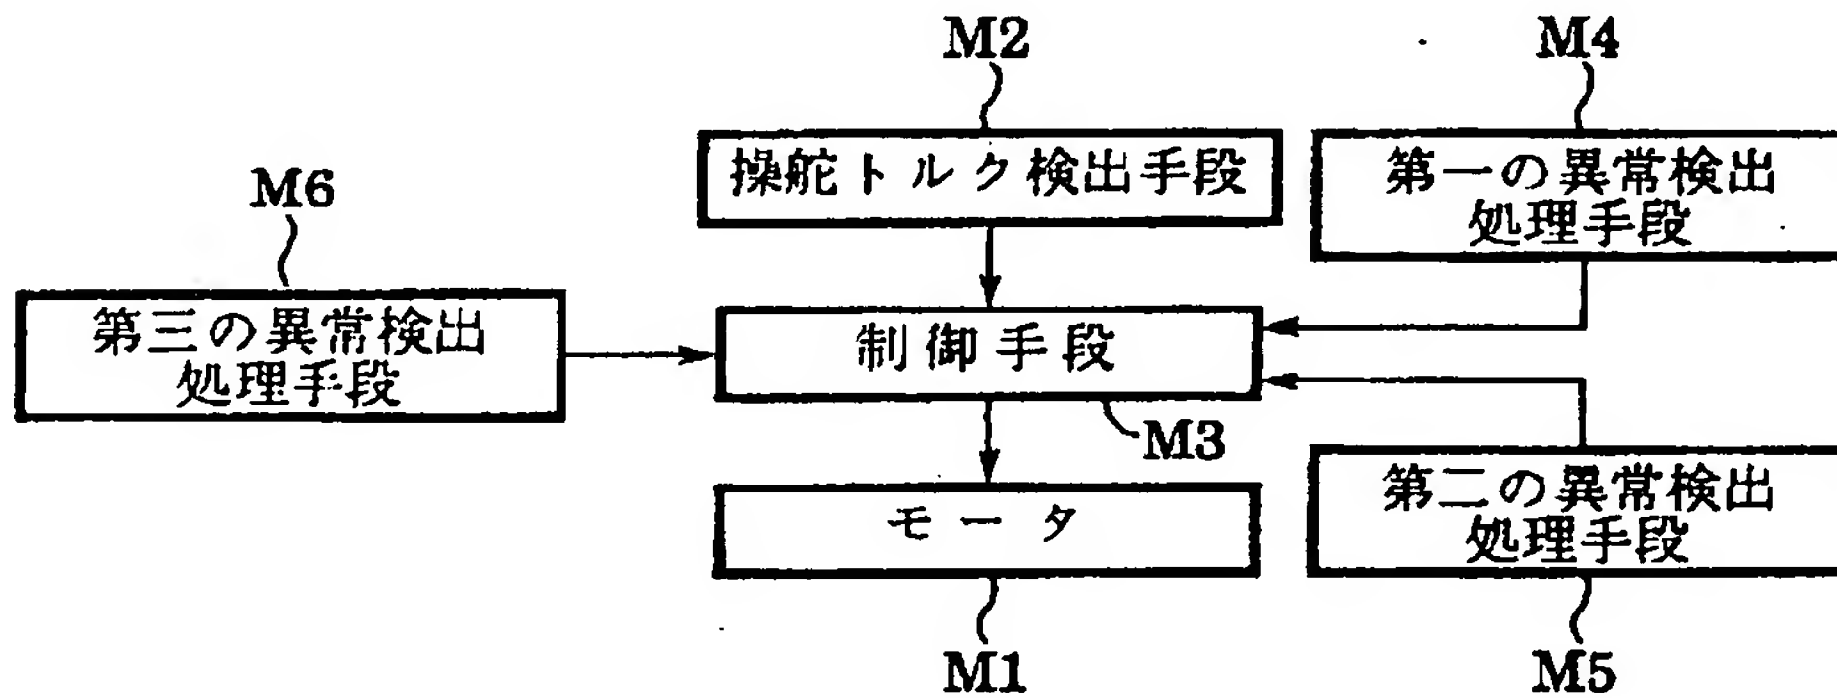 M2
M4
操舵トルク検出手段
第一の異常検出
処理手段
M6
第三の異常検出
処理手段
制御手段
M3
モータ
第二の異常検出
処理手段
M1
M5